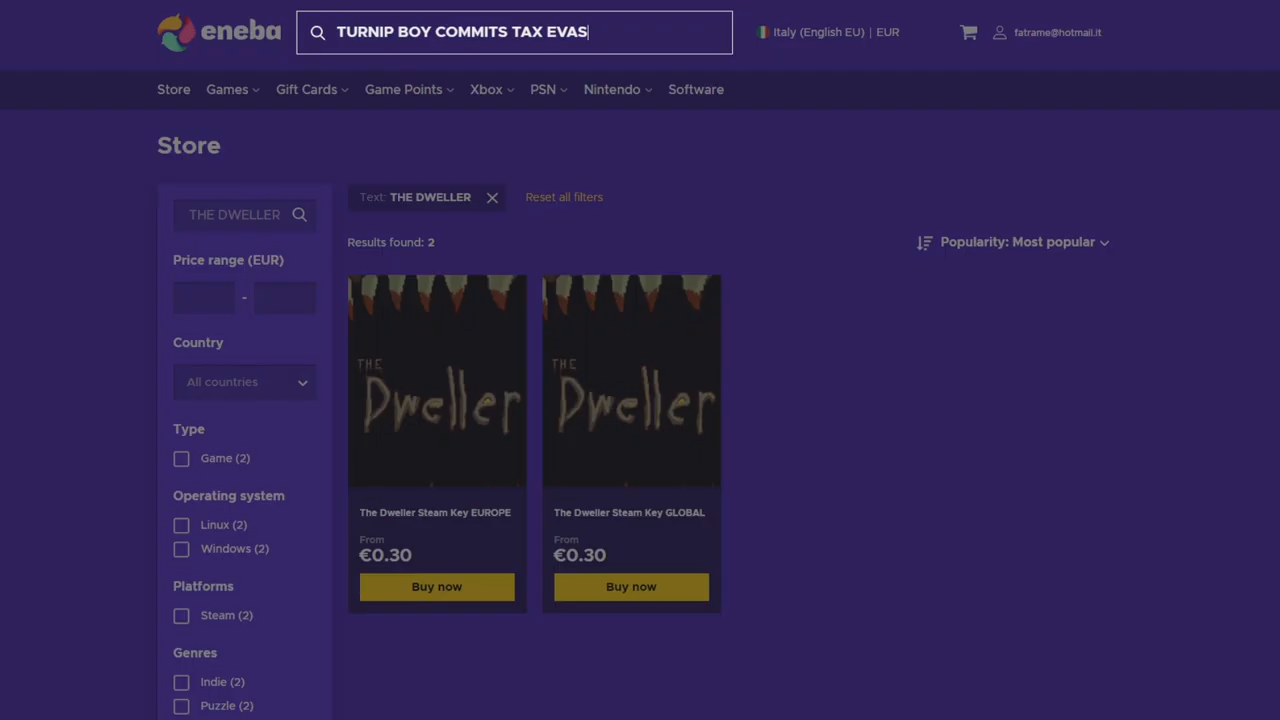 eneba
TURNIP BOY COMMITS TAX EVAS
Italy (English EU) | EUR
fatrame@hotmail.it
Store Games Gift Cards Game Points Xbox PSN Nintendo Software
Store
THE DWELLER
Text: THE DWELLER
Reset all filters
Results found: 2
Popularity: Most popular
Price range (EUR)
-
Country
All countries
Type
Game (2)
Operating system
Linux (2)
Windows (2)
Platforms
Steam (2)
Genres
Indie (2)
Puzzle (2)
THE
Dweller
The Dweller Steam Key EUROPE
From
€0.30
Buy now
THE
Dweller
The Dweller Steam Key GLOBAL
From
€0.30
Buy now